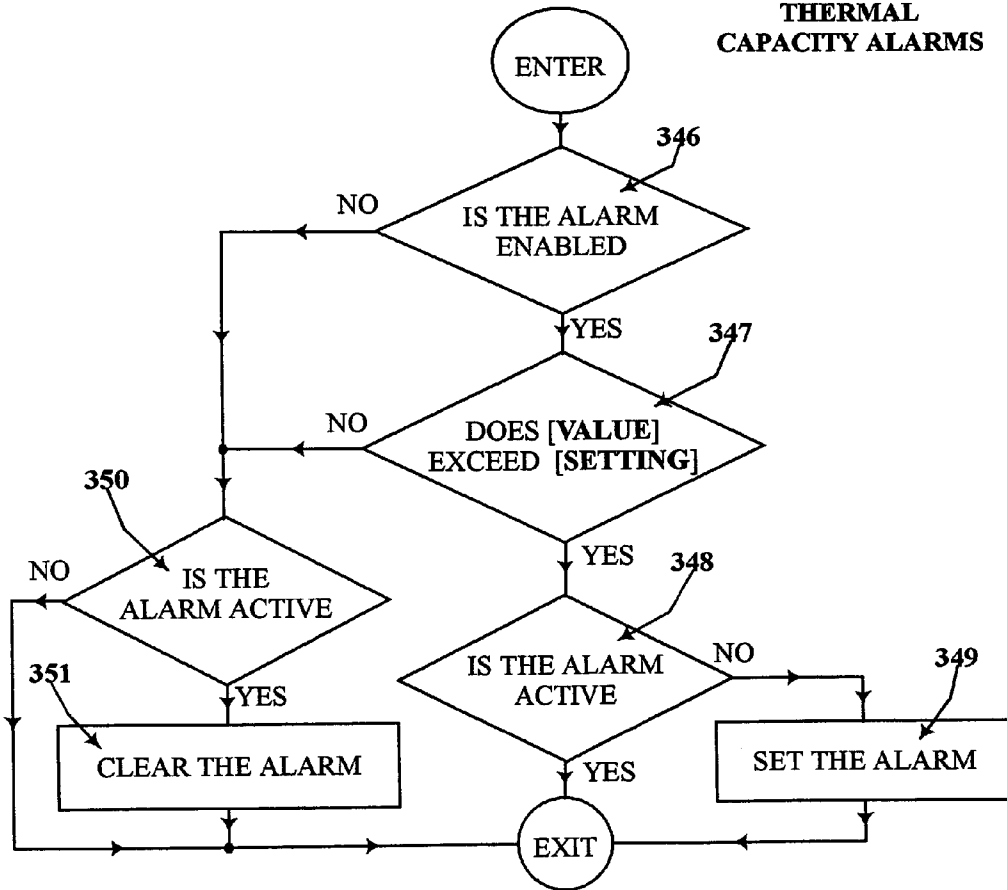 THERMAL
CAPACITY ALARMS
ENTER
346
IS THE ALARM
ENABLED
NO
YES
347
DOES [VALUE]
EXCEED [SETTING]
NO
YES
350
IS THE
ALARM ACTIVE
NO
YES
348
IS THE ALARM
ACTIVE
NO
YES
349
SET THE ALARM
351
CLEAR THE ALARM
EXIT